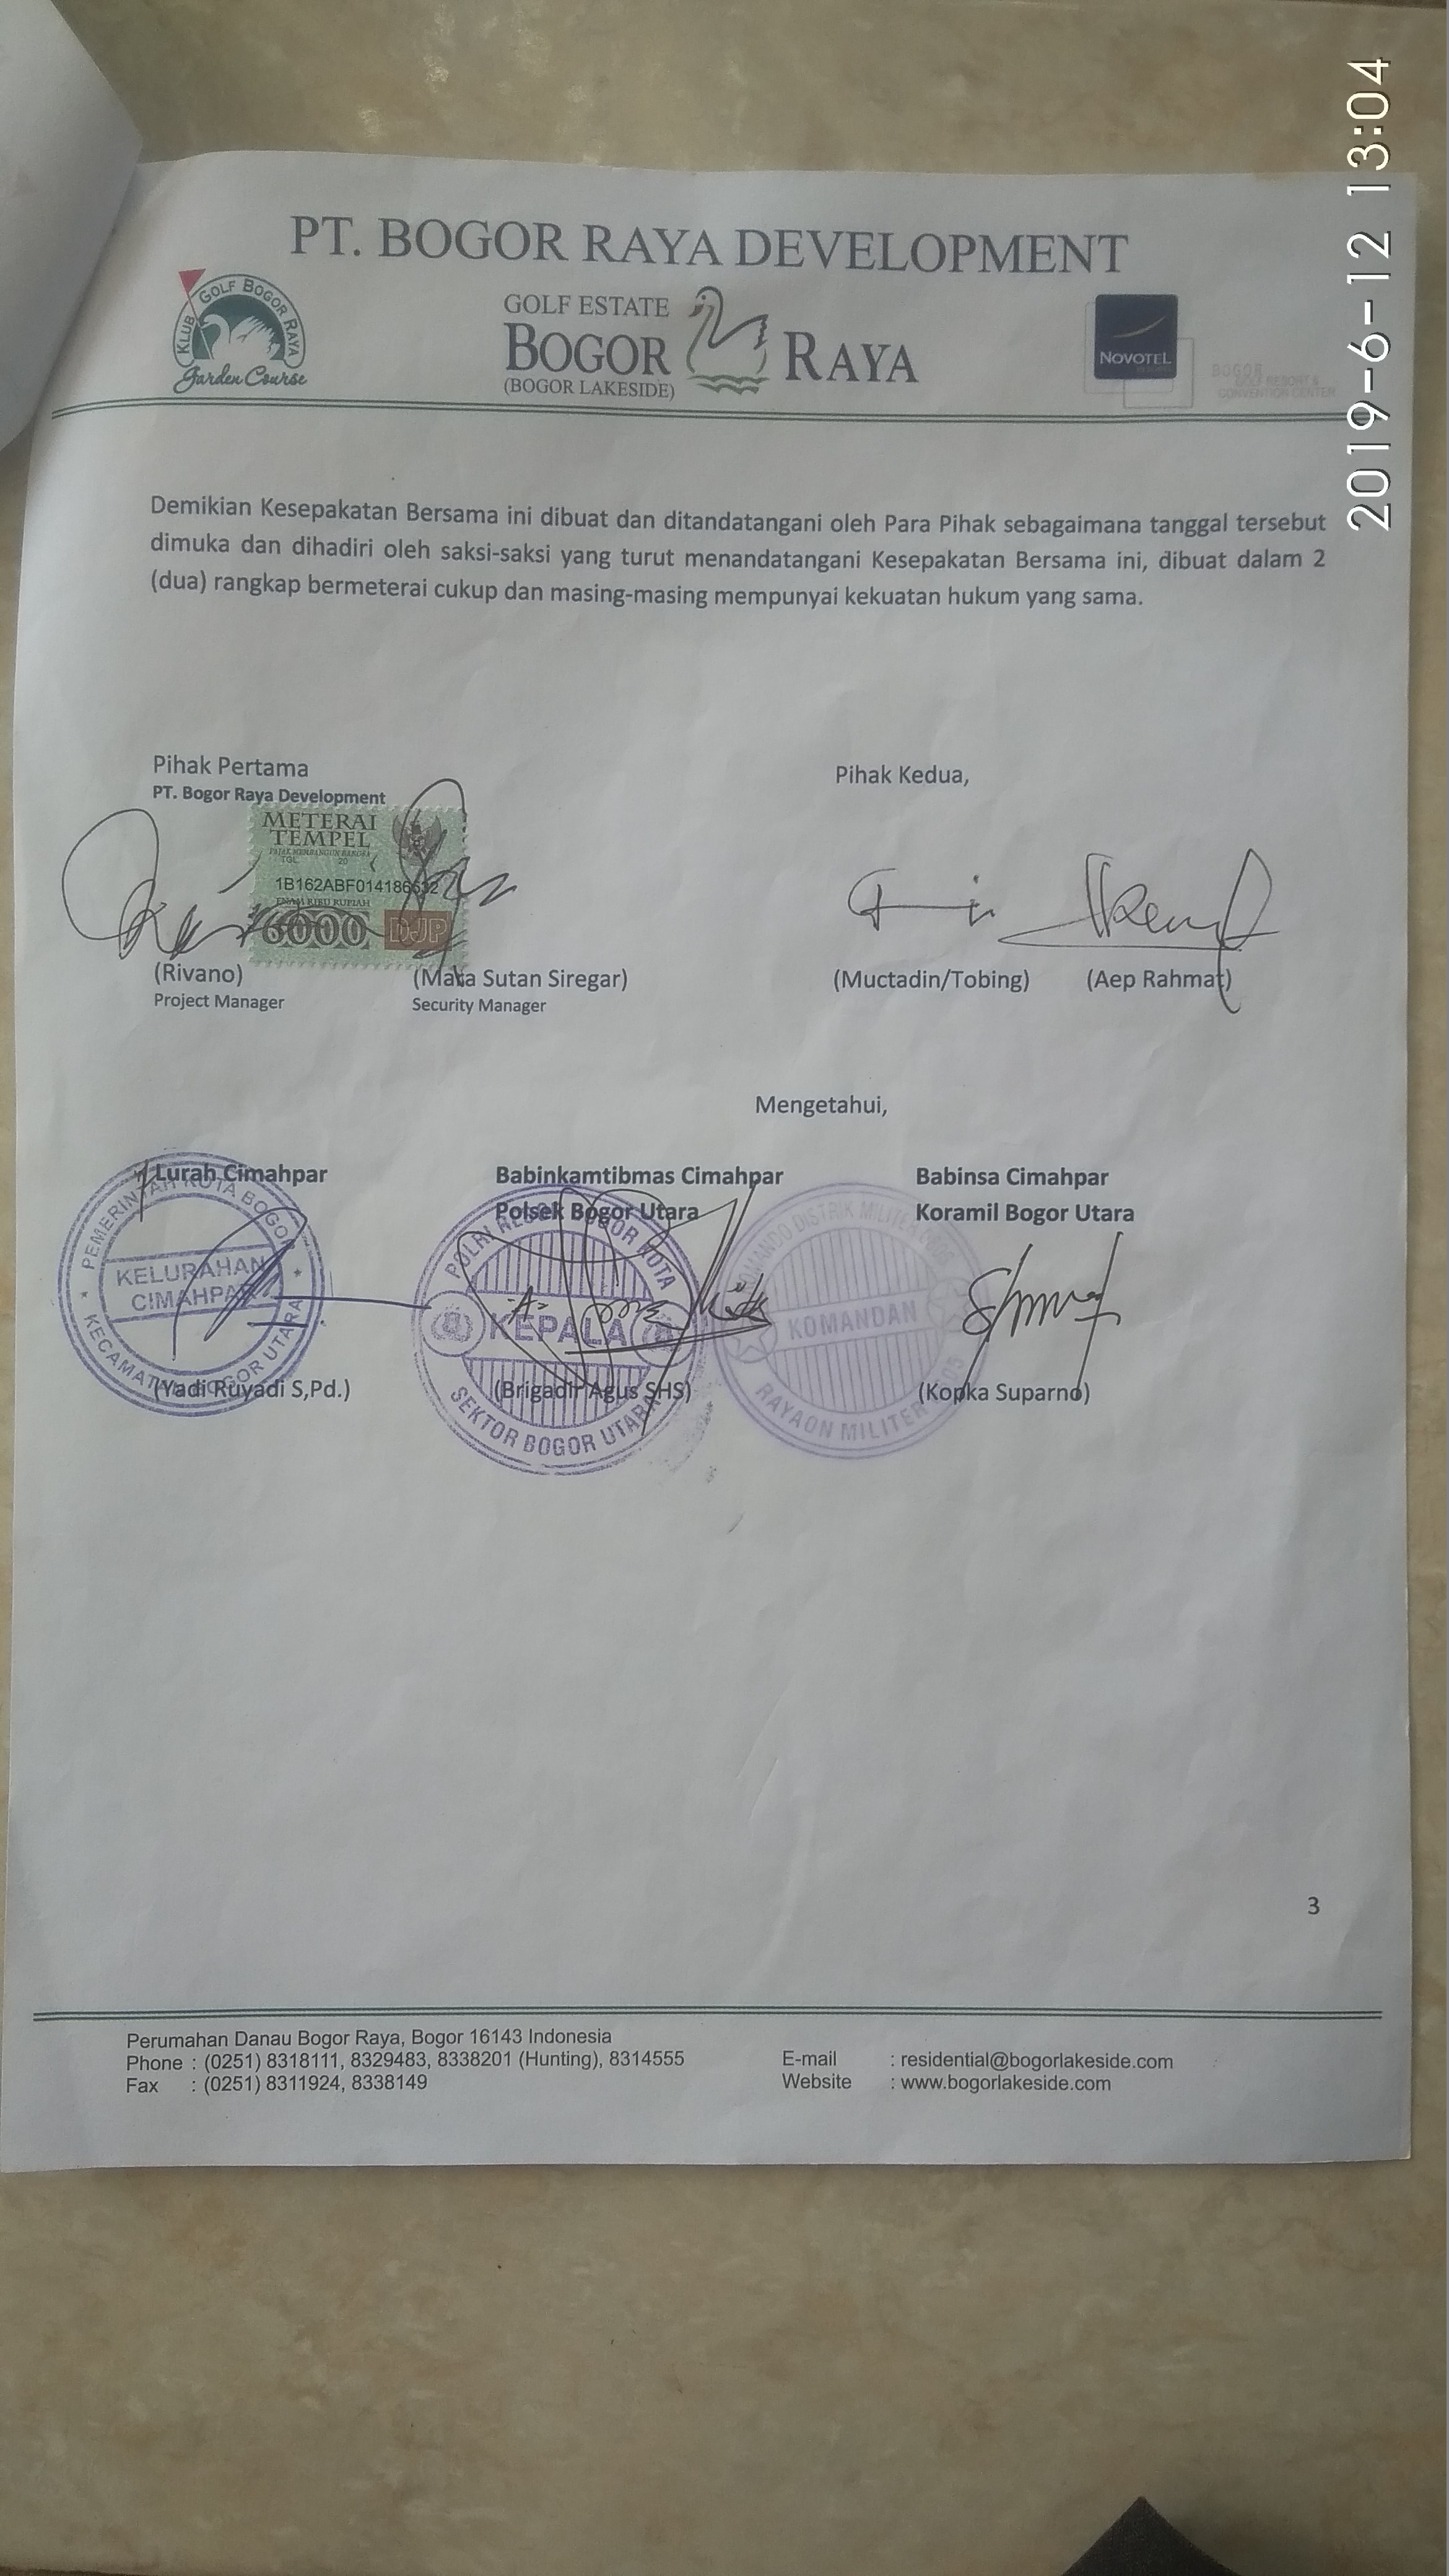 2019-6-12 13:04
PT. BOGOR RAYA DEVELOPMENT
KLUB GOLF BOGOR RAYA
Garden Course
GOLF ESTATE
BOGOR RAYA
(BOGOR LAKESIDE)
NOVOTEL
BOGOR
GOLF RESORT &
CONVENTION CENTER
Demikian Kesepakatan Bersama ini dibuat dan ditandatangani oleh Para Pihak sebagaimana tanggal tersebut
dimuka dan dihadiri oleh saksi-saksi yang turut menandatangani Kesepakatan Bersama ini, dibuat dalam 2
(dua) rangkap bermeterai cukup dan masing-masing mempunyai kekuatan hukum yang sama.
Pihak Pertama
PT. Bogor Raya Development
Pihak Kedua,
METERAI
TEMPEL
PAJAK MEMBANGUN BANGSA
TGL. 20
ENAM RIBU RUPIAH
6000 DJP
(Rivano) (Mara Sutan Siregar) (Muctadin/Tobing) (Aep Rahmat)
Project Manager Security Manager
Mengetahui,
Lurah Cimahpar Babinkamtibmas Cimahpar Babinsa Cimahpar
Polsek Bogor Utara Koramil Bogor Utara
PEMERINTAH KOTA BOGOR
KELURAHAN
CIMAHPAR
KECAMATAN BOGOR UTARA
POLRI RESOR BOGOR KOTA
KEPALA
SEKTOR BOGOR UTARA
KOMANDO DISTRIK MILITER
KOMANDAN
RAYAON MILITER
(Yadi Ruyadi S,Pd.) (Brigadir Agus SHS) (Kopka Suparno)
3
Perumahan Danau Bogor Raya, Bogor 16143 Indonesia
Phone : (0251) 8318111, 8329483, 8338201 (Hunting), 8314555
Fax : (0251) 8311924, 8338149
E-mail : residential@bogorlakeside.com
Website : www.bogorlakeside.com